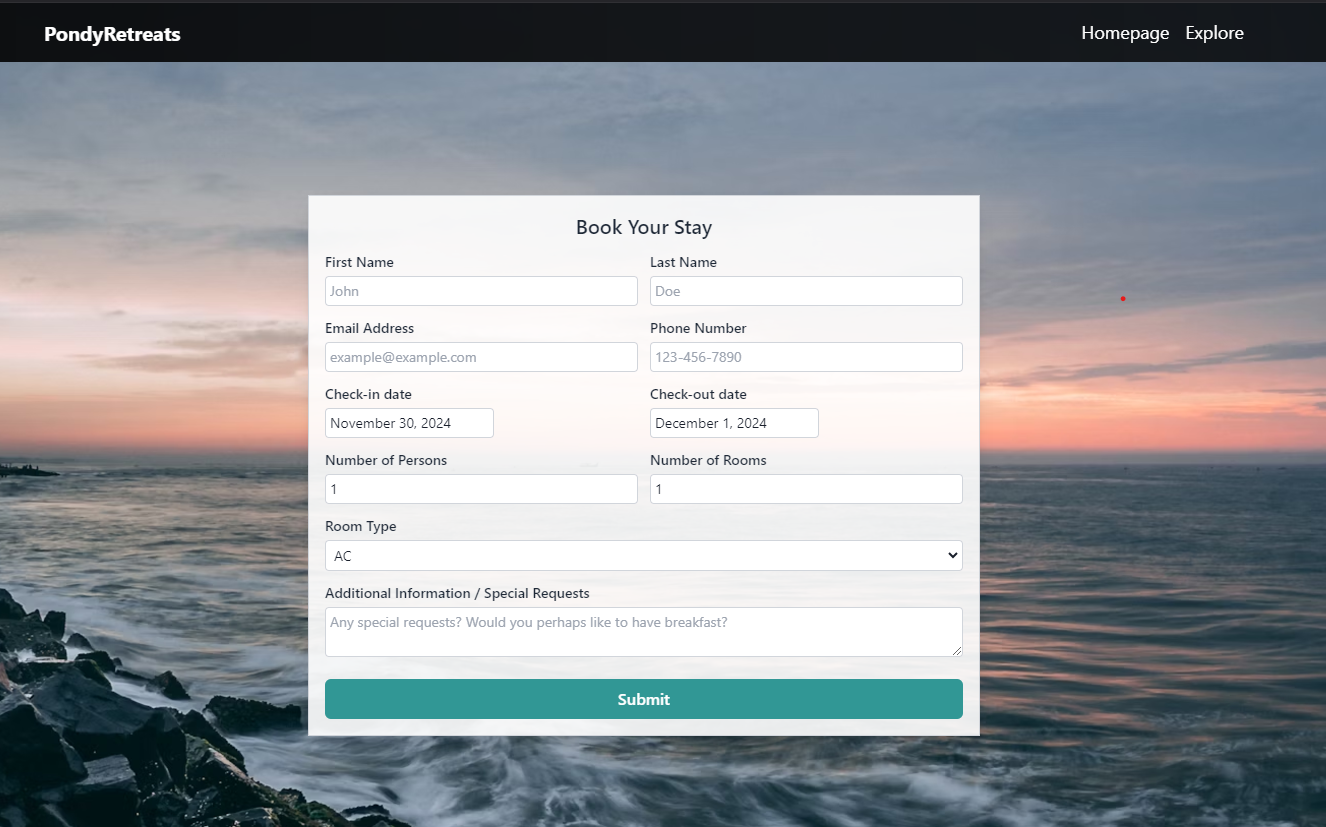 PondyRetreats Homepage Explore
Book Your Stay
First Name Last Name
John Doe
Email Address Phone Number
example@example.com 123-456-7890
Check-in date Check-out date
November 30, 2024 December 1, 2024
Number of Persons Number of Rooms
1 1
Room Type
AC
Additional Information / Special Requests
Any special requests? Would you perhaps like to have breakfast?
Submit